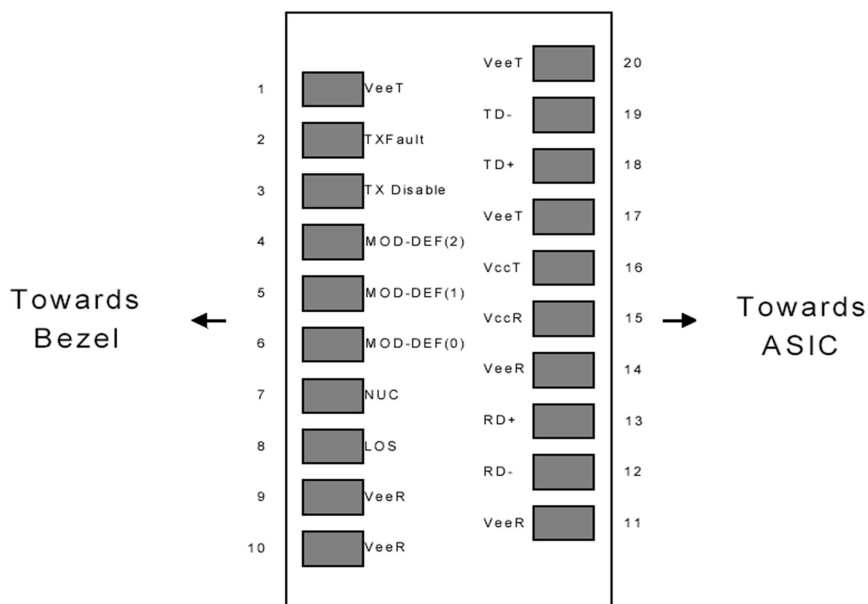 VeeT 20
1 VeeT
TD- 19
2 TXFault
TD+ 18
3 TX Disable
VeeT 17
4 MOD-DEF(2)
VccT 16
5 MOD-DEF(1)
Towards
Bezel
VccR 15
Towards
ASIC
6 MOD-DEF(0)
VeeR 14
7 NUC
RD+ 13
8 LOS
RD- 12
9 VeeR
VeeR 11
10 VeeR